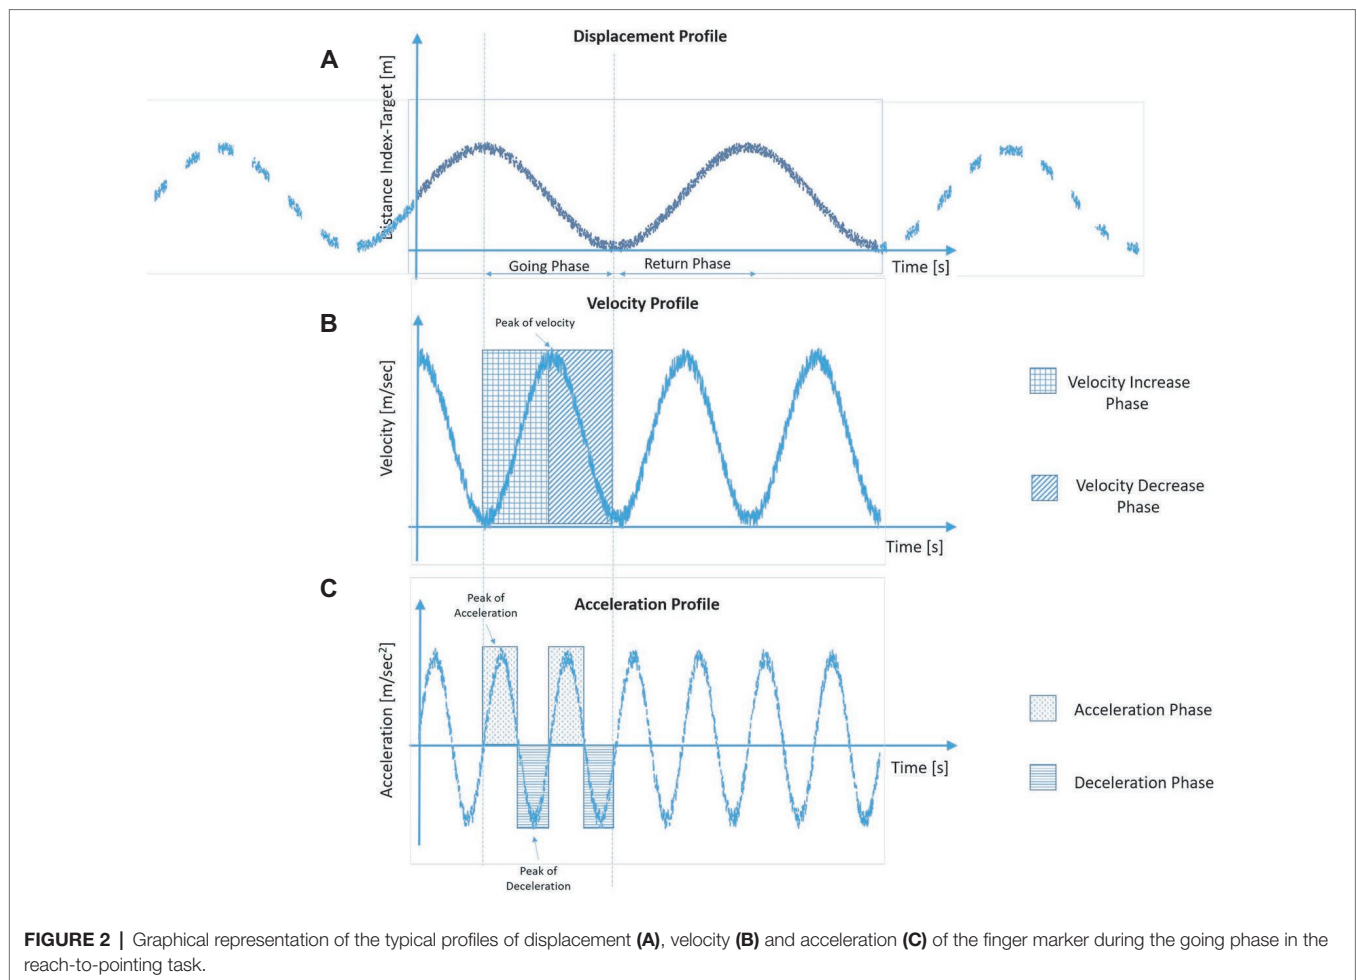 A
Displacement Profile
Distance Index-Target [m]
Going Phase
Return Phase
Time [s]
B
Velocity Profile
Peak of velocity
Velocity [m/sec]
Time [s]
Velocity Increase
Phase
Velocity Decrease
Phase
C
Acceleration Profile
Peak of
Acceleration
Acceleration [m/sec²]
Time [s]
Peak of
Deceleration
Acceleration Phase
Deceleration Phase
FIGURE 2 | Graphical representation of the typical profiles of displacement (A), velocity (B) and acceleration (C) of the finger marker during the going phase in the
reach-to-pointing task.